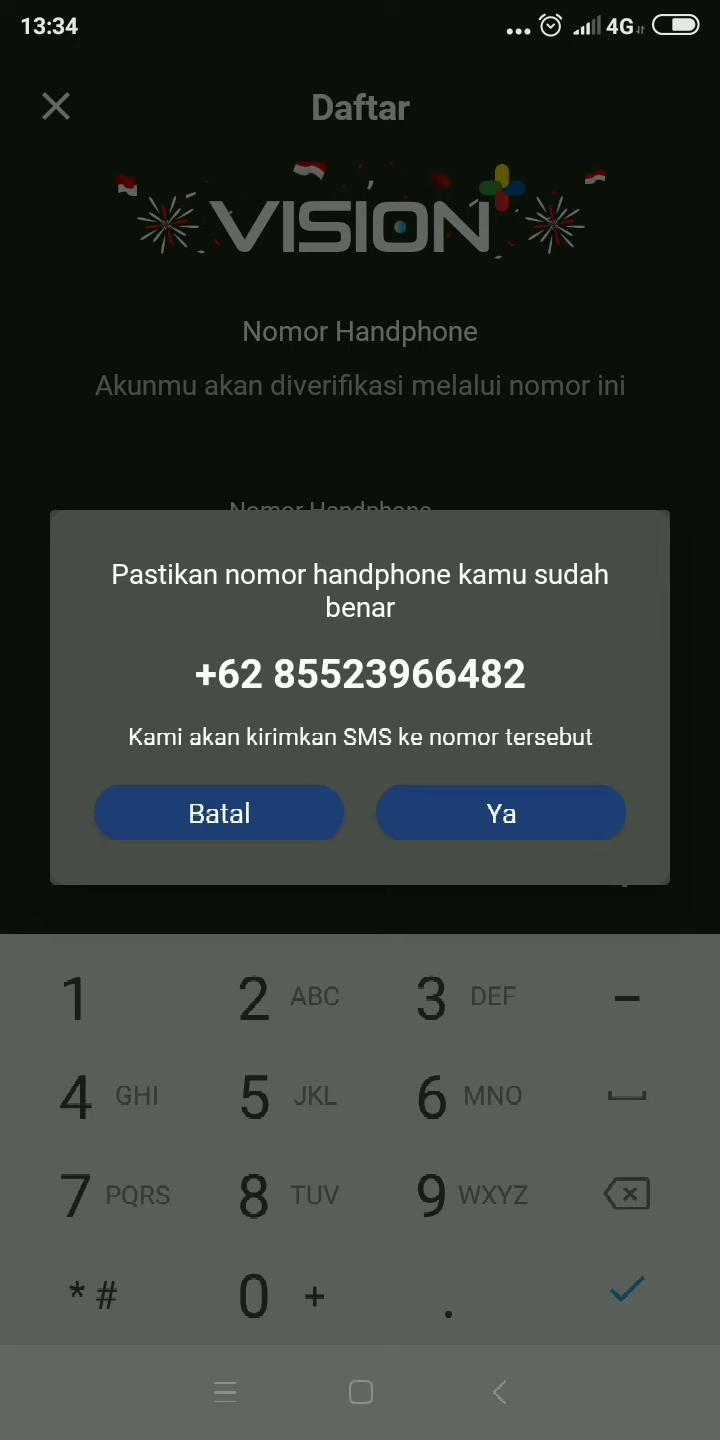 13:34
4G
Daftar
VISION
Nomor Handphone
Akunmu akan diverifikasi melalui nomor ini
Nomor Handphone
Pastikan nomor handphone kamu sudah
benar
+62 85523966482
Kami akan kirimkan SMS ke nomor tersebut
Batal Ya
1 2 ABC 3 DEF –
4 GHI 5 JKL 6 MNO
7 PQRS 8 TUV 9 WXYZ
* # 0 + .